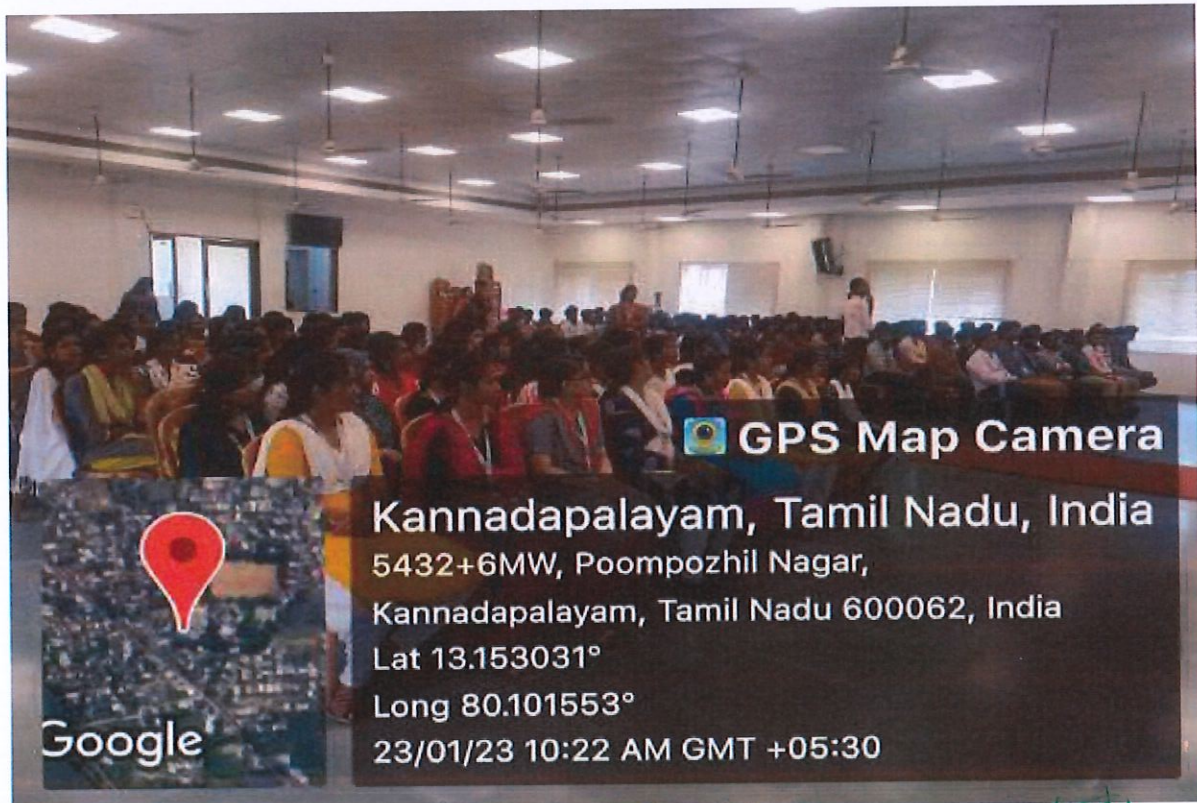 GPS Map Camera
Kannadapalayam, Tamil Nadu, India
5432+6MW, Poompozhil Nagar,
Kannadapalayam, Tamil Nadu 600062, India
Lat 13.153031°
Long 80.101553°
23/01/23 10:22 AM GMT +05:30
Google